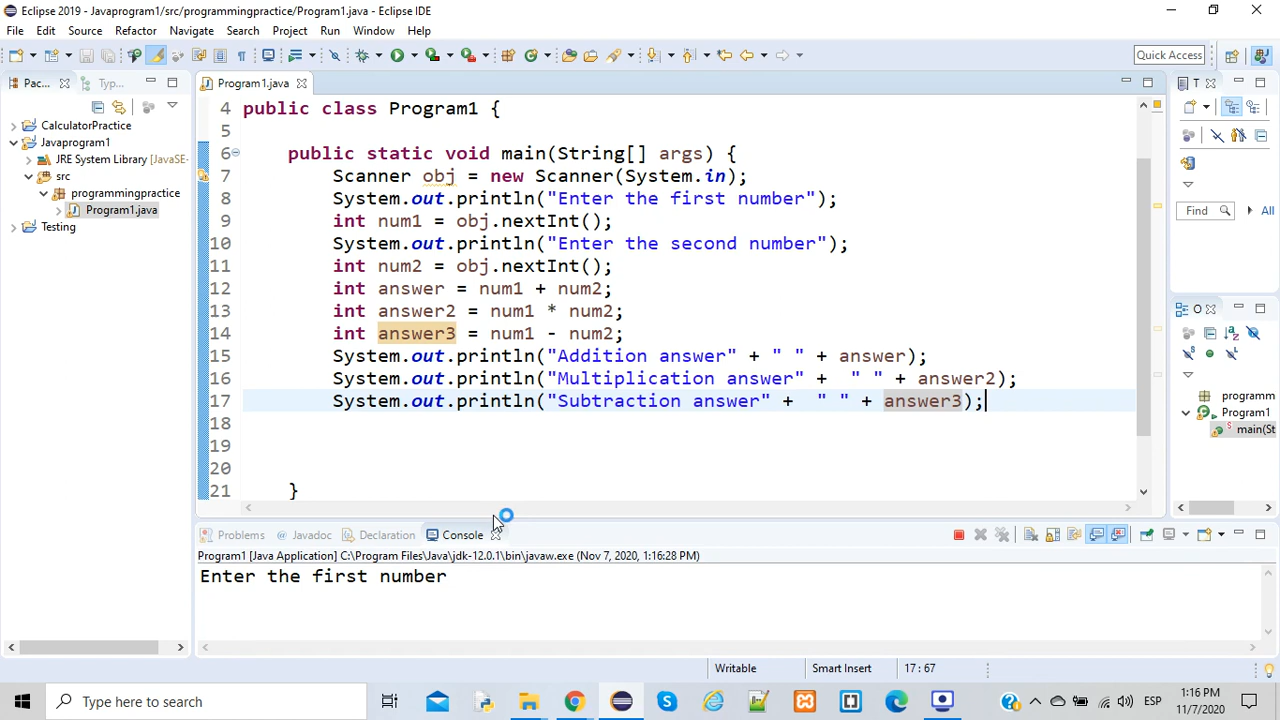 Eclipse 2019 - Javaprogram1/src/programmingpractice/Program1.java - Eclipse IDE
File Edit Source Refactor Navigate Search Project Run Window Help
Quick Access
Pac... Typ...
CalculatorPractice
Javaprogram1
JRE System Library [JavaSE-
src
programmingpractice
Program1.java
Testing
Program1.java
4 public class Program1 {
5
6 public static void main(String[] args) {
7 Scanner obj = new Scanner(System.in);
8 System.out.println("Enter the first number");
9 int num1 = obj.nextInt();
10 System.out.println("Enter the second number");
11 int num2 = obj.nextInt();
12 int answer = num1 + num2;
13 int answer2 = num1 * num2;
14 int answer3 = num1 - num2;
15 System.out.println("Addition answer" + " " + answer);
16 System.out.println("Multiplication answer" +  " " + answer2);
17 System.out.println("Subtraction answer" +  " " + answer3);
18
19
20
21 }
T
Find All
O
programm
Program1
main(St
Problems Javadoc Declaration Console
Program1 [Java Application] C:\Program Files\Java\jdk-12.0.1\bin\javaw.exe (Nov 7, 2020, 1:16:28 PM)
Enter the first number
Writable Smart Insert 17 : 67
Type here to search
ESP
1:16 PM
11/7/2020